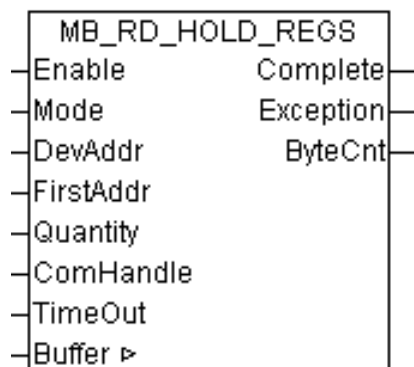 MB_RD_HOLD_REGS
Enable Complete
Mode Exception
DevAddr ByteCnt
FirstAddr
Quantity
ComHandle
TimeOut
Buffer ▹